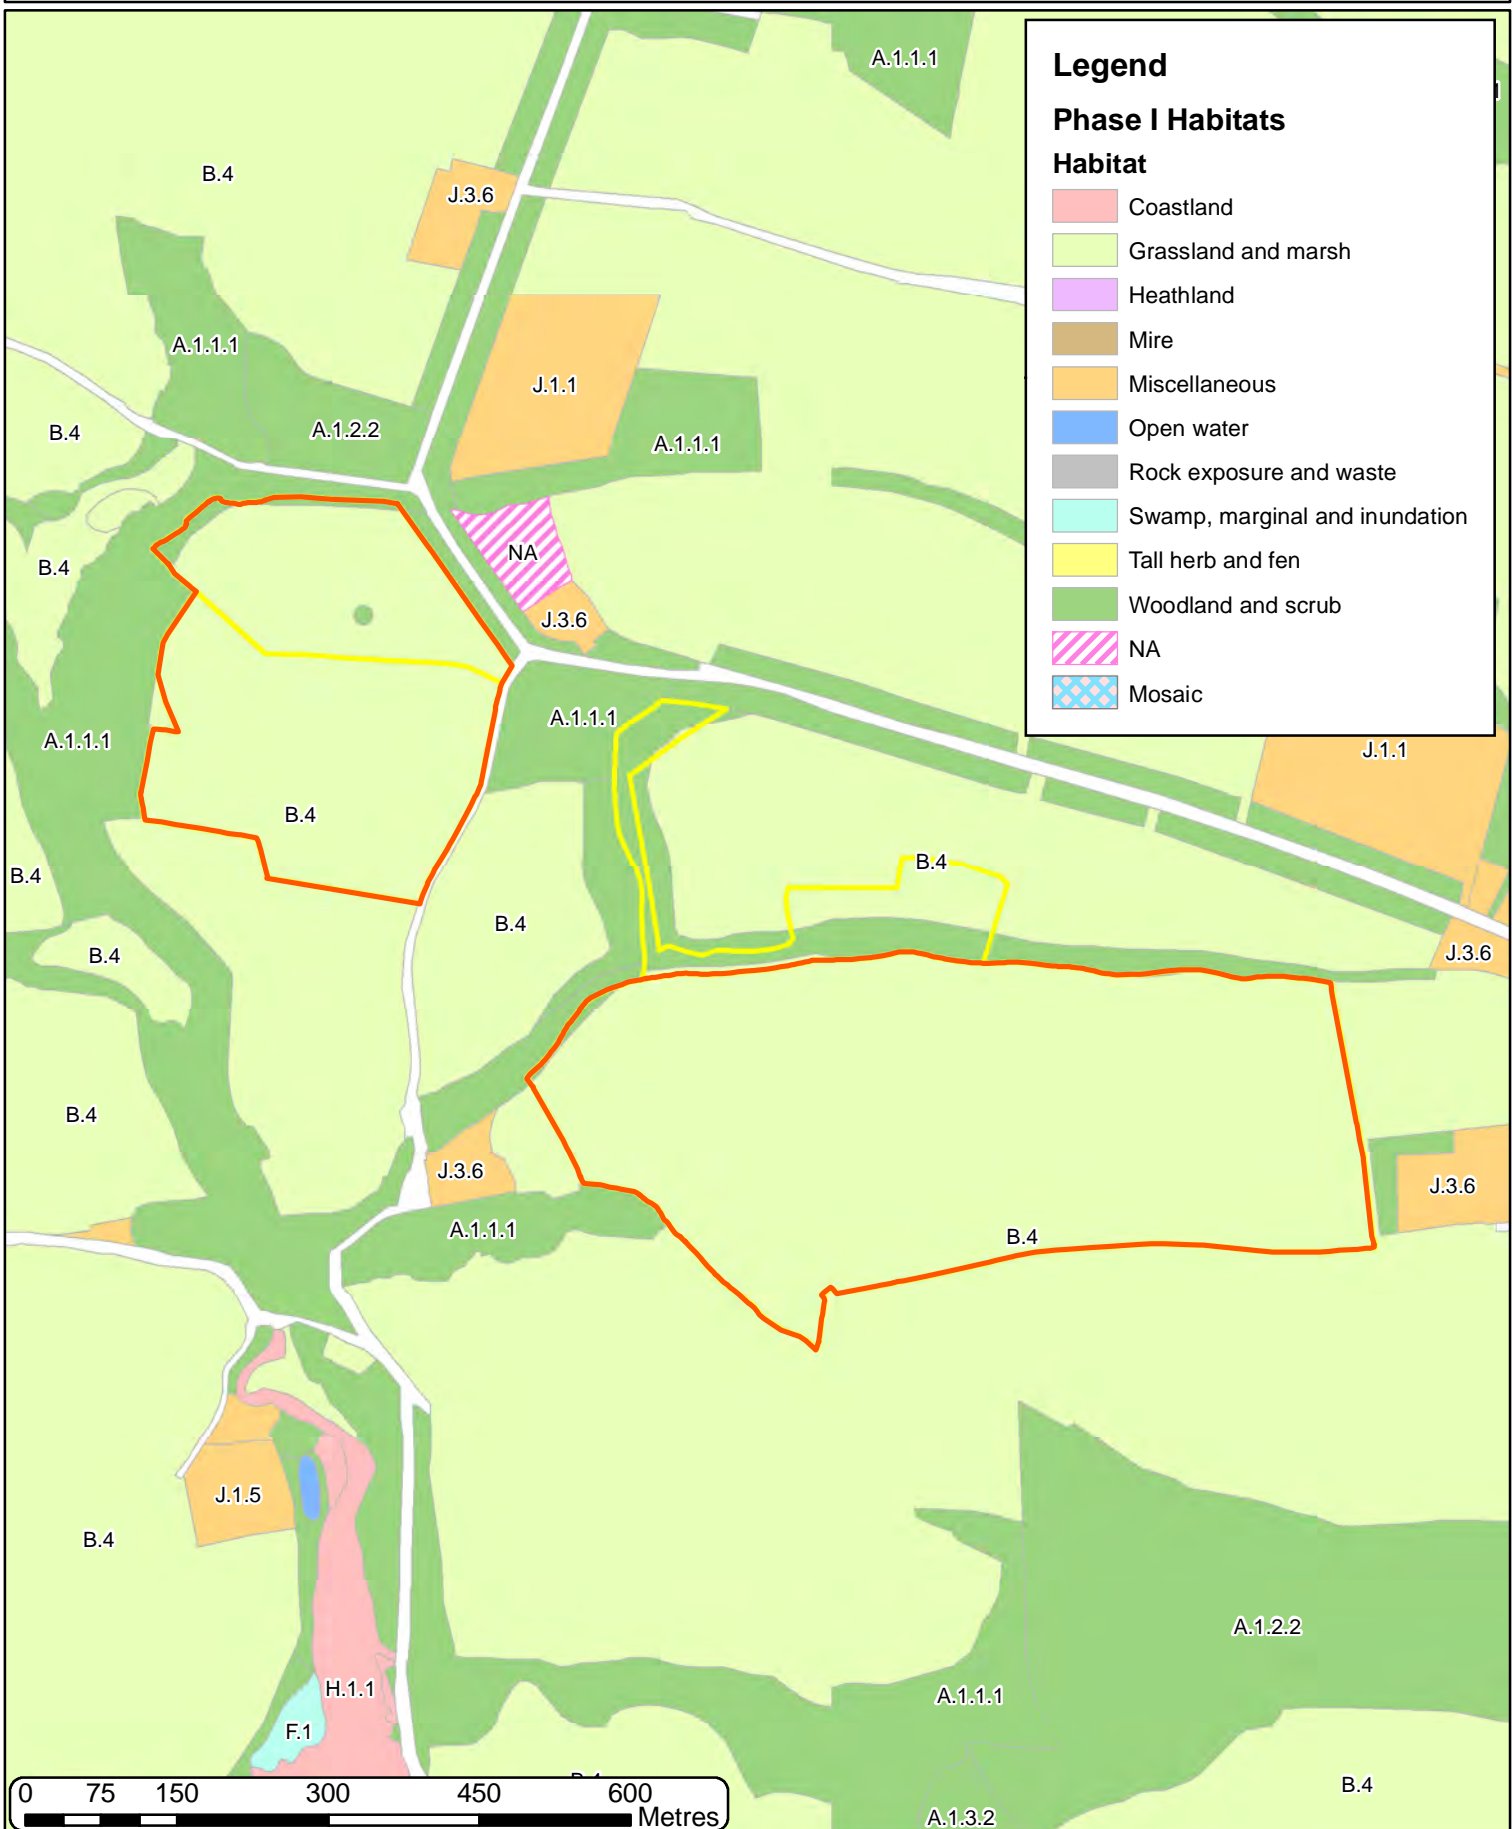 Legend
Phase I Habitats
Habitat
Coastland
Grassland and marsh
Heathland
Mire
Miscellaneous
Open water
Rock exposure and waste
Swamp, marginal and inundation
Tall herb and fen
Woodland and scrub
NA
Mosaic
A.1.1.1
B.4
J.3.6
A.1.1.1
J.1.1
A.1.2.2
B.4
A.1.1.1
NA
B.4
J.3.6
A.1.1.1
A.1.1.1
J.1.1
B.4
B.4
B.4
B.4
B.4
J.3.6
B.4
J.3.6
J.3.6
A.1.1.1
B.4
J.1.5
B.4
A.1.2.2
H.1.1
A.1.1.1
F.1
B.4
A.1.3.2
0 75 150 300 450 600
Metres